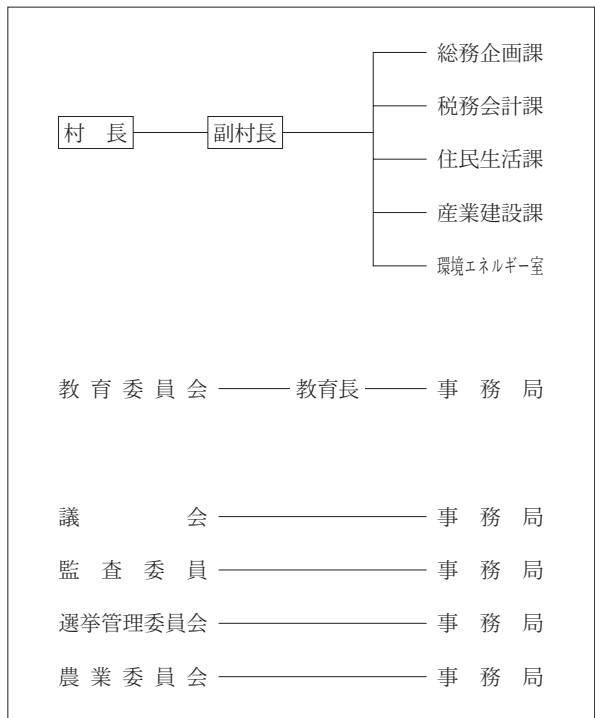 総務企画課
税務会計課
村長 副村長
住民生活課
産業建設課
環境エネルギー室
教育委員会 教育長 事務局
議会 事務局
監査委員 事務局
選挙管理委員会 事務局
農業委員会 事務局